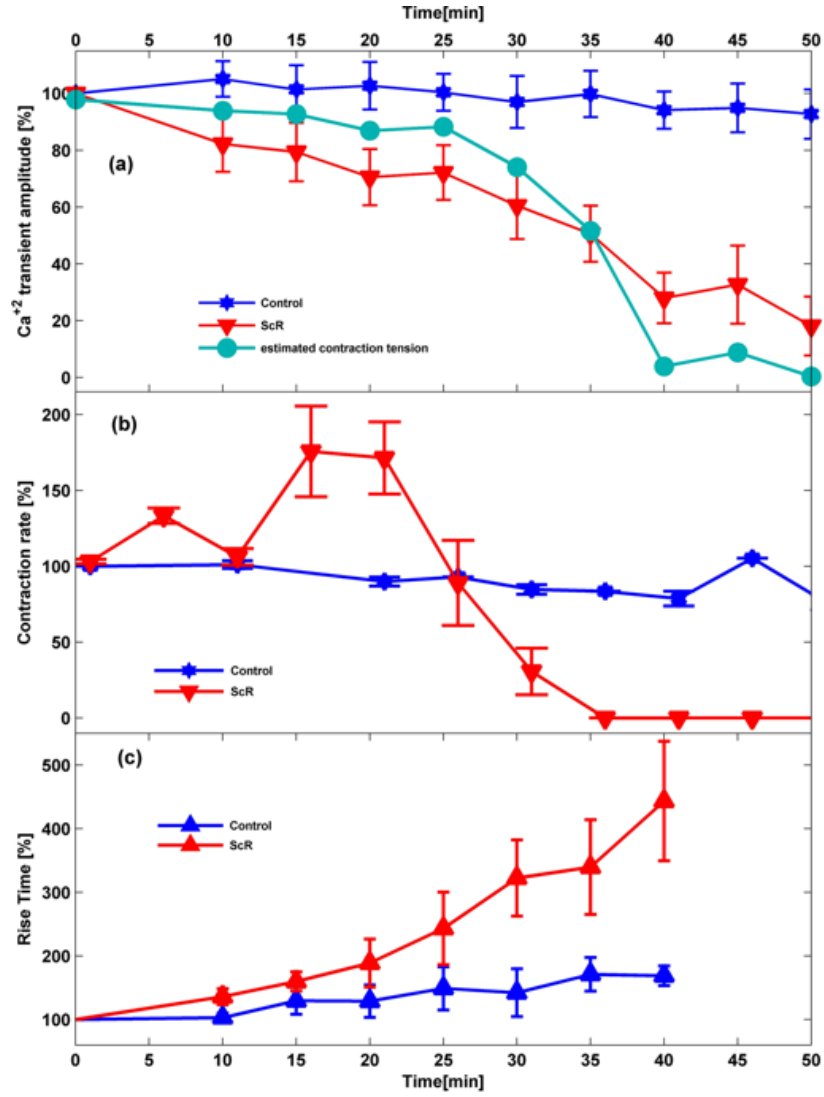 Time[min]
0 5 10 15 20 25 30 35 40 45 50
100
80
60
40
20
0
Ca+2 transient amplitude [%]
(a)
Control
ScR
estimated contraction tension
200
150
100
50
0
Contraction rate [%]
(b)
Control
ScR
500
400
300
200
100
Rise Time [%]
(c)
Control
ScR
0 5 10 15 20 25 30 35 40 45 50
Time[min]